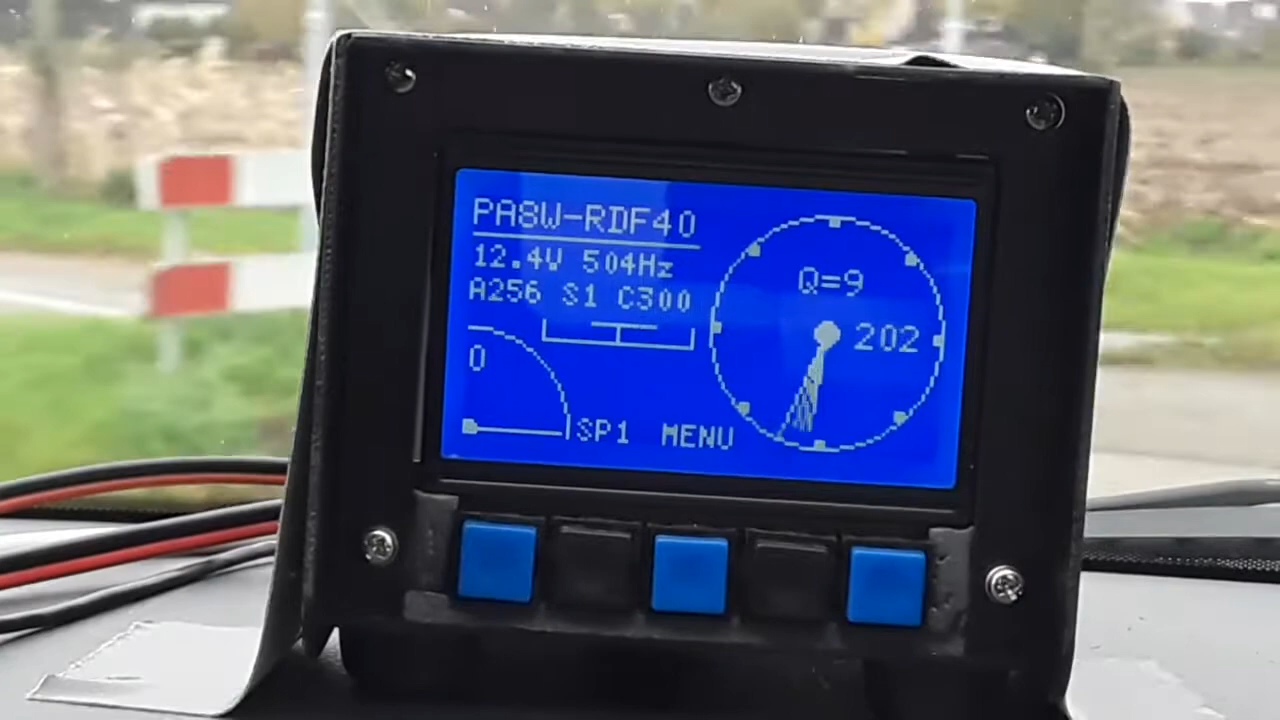 PA8W-RDF40
12.4V 504Hz
A256 S1 C300
0
SP1 MENU
Q=9
202